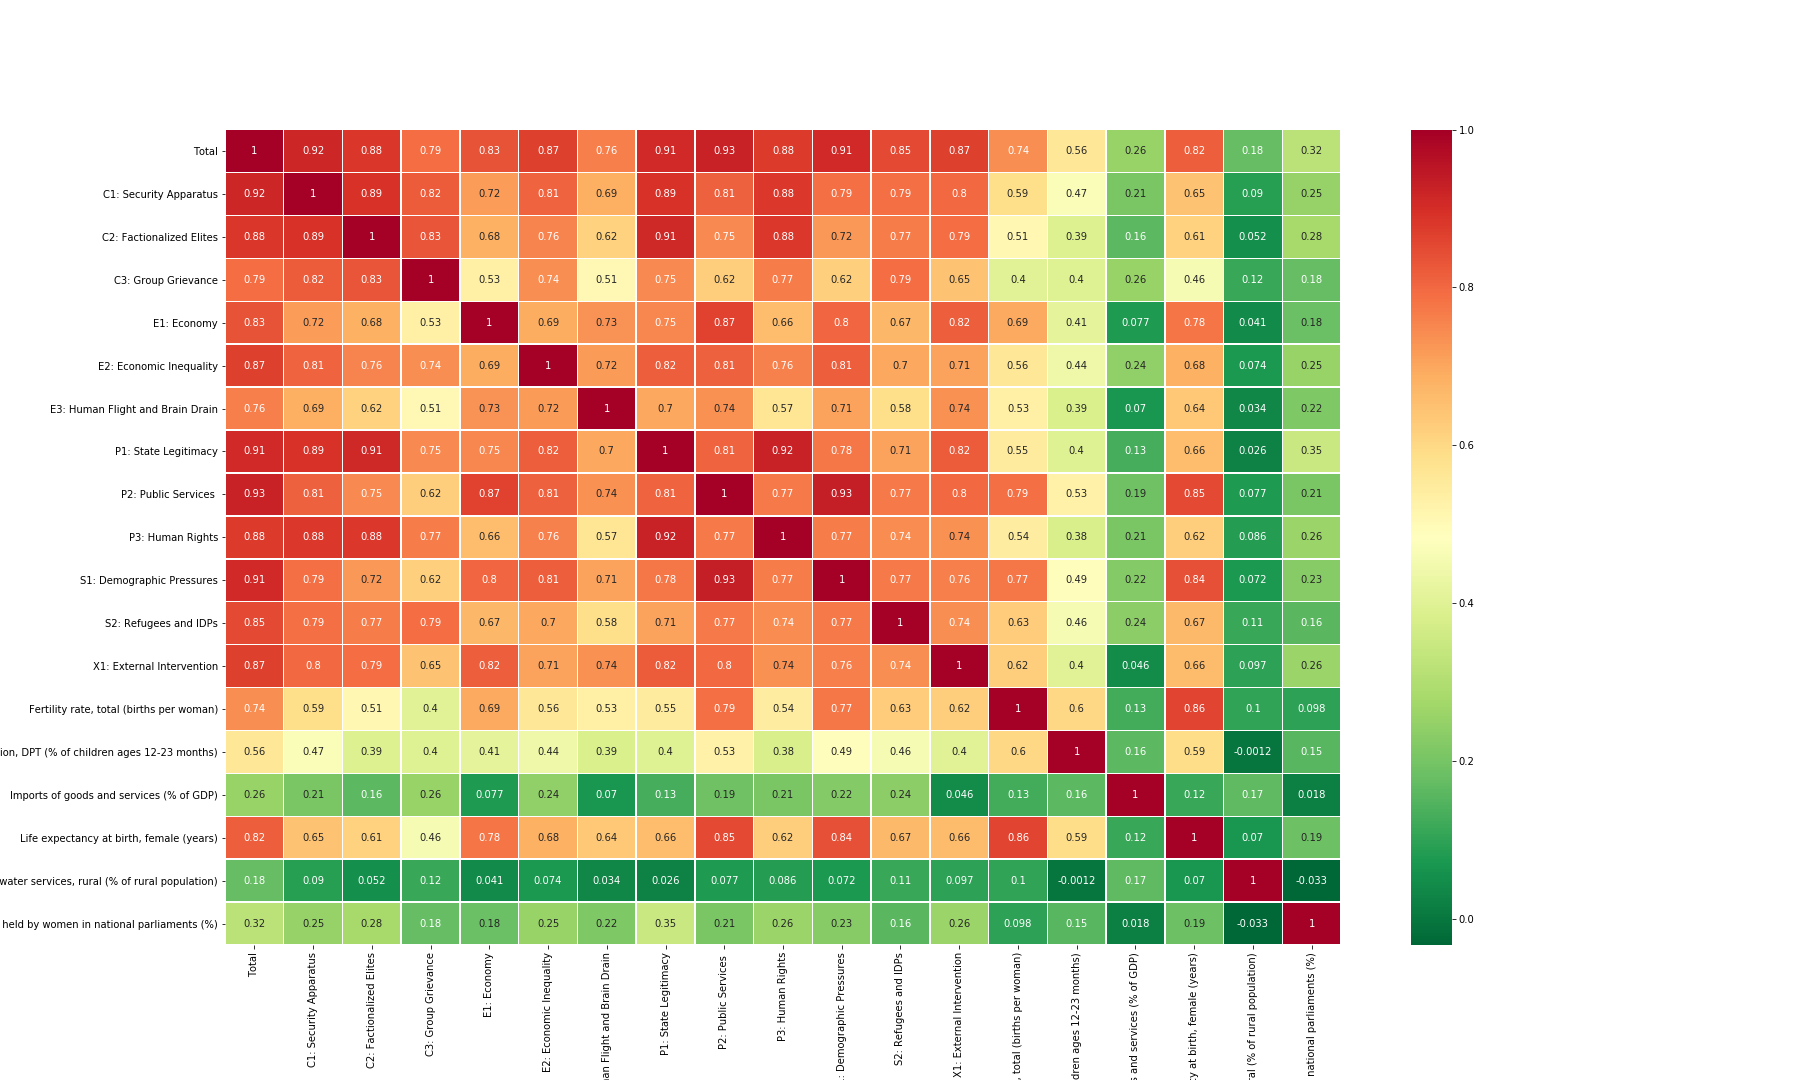 Total 1 0.92 0.88 0.79 0.83 0.87 0.76 0.91 0.93 0.88 0.91 0.85 0.87 0.74 0.56 0.26 0.82 0.18 0.32
C1: Security Apparatus 0.92 1 0.89 0.82 0.72 0.81 0.69 0.89 0.81 0.88 0.79 0.79 0.8 0.59 0.47 0.21 0.65 0.09 0.25
C2: Factionalized Elites 0.88 0.89 1 0.83 0.68 0.76 0.62 0.91 0.75 0.88 0.72 0.77 0.79 0.51 0.39 0.16 0.61 0.052 0.28
C3: Group Grievance 0.79 0.82 0.83 1 0.53 0.74 0.51 0.75 0.62 0.77 0.62 0.79 0.65 0.4 0.4 0.26 0.46 0.12 0.18
E1: Economy 0.83 0.72 0.68 0.53 1 0.69 0.73 0.75 0.87 0.66 0.8 0.67 0.82 0.69 0.41 0.077 0.78 0.041 0.18
E2: Economic Inequality 0.87 0.81 0.76 0.74 0.69 1 0.72 0.82 0.81 0.76 0.81 0.7 0.71 0.56 0.44 0.24 0.68 0.074 0.25
E3: Human Flight and Brain Drain 0.76 0.69 0.62 0.51 0.73 0.72 1 0.7 0.74 0.57 0.71 0.58 0.74 0.53 0.39 0.07 0.64 0.034 0.22
P1: State Legitimacy 0.91 0.89 0.91 0.75 0.75 0.82 0.7 1 0.81 0.92 0.78 0.71 0.82 0.55 0.4 0.13 0.66 0.026 0.35
P2: Public Services 0.93 0.81 0.75 0.62 0.87 0.81 0.74 0.81 1 0.77 0.93 0.77 0.8 0.79 0.53 0.19 0.85 0.077 0.21
P3: Human Rights 0.88 0.88 0.88 0.77 0.66 0.76 0.57 0.92 0.77 1 0.77 0.74 0.74 0.54 0.38 0.21 0.62 0.086 0.26
S1: Demographic Pressures 0.91 0.79 0.72 0.62 0.8 0.81 0.71 0.78 0.93 0.77 1 0.77 0.76 0.77 0.49 0.22 0.84 0.072 0.23
S2: Refugees and IDPs 0.85 0.79 0.77 0.79 0.67 0.7 0.58 0.71 0.77 0.74 0.77 1 0.74 0.63 0.46 0.24 0.67 0.11 0.16
X1: External Intervention 0.87 0.8 0.79 0.65 0.82 0.71 0.74 0.82 0.8 0.74 0.76 0.74 1 0.62 0.4 0.046 0.66 0.097 0.26
Fertility rate, total (births per woman) 0.74 0.59 0.51 0.4 0.69 0.56 0.53 0.55 0.79 0.54 0.77 0.63 0.62 1 0.6 0.13 0.86 0.1 0.098
ion, DPT (% of children ages 12-23 months) 0.56 0.47 0.39 0.4 0.41 0.44 0.39 0.4 0.53 0.38 0.49 0.46 0.4 0.6 1 0.16 0.59 -0.0012 0.15
Imports of goods and services (% of GDP) 0.26 0.21 0.16 0.26 0.077 0.24 0.07 0.13 0.19 0.21 0.22 0.24 0.046 0.13 0.16 1 0.12 0.17 0.018
Life expectancy at birth, female (years) 0.82 0.65 0.61 0.46 0.78 0.68 0.64 0.66 0.85 0.62 0.84 0.67 0.66 0.86 0.59 0.12 1 0.07 0.19
water services, rural (% of rural population) 0.18 0.09 0.052 0.12 0.041 0.074 0.034 0.026 0.077 0.086 0.072 0.11 0.097 0.1 -0.0012 0.17 0.07 1 -0.033
held by women in national parliaments (%) 0.32 0.25 0.28 0.18 0.18 0.25 0.22 0.35 0.21 0.26 0.23 0.16 0.26 0.098 0.15 0.018 0.19 -0.033 1
Total
C1: Security Apparatus
C2: Factionalized Elites
C3: Group Grievance
E1: Economy
E2: Economic Inequality
an Flight and Brain Drain
P1: State Legitimacy
P2: Public Services
P3: Human Rights
: Demographic Pressures
S2: Refugees and IDPs
X1: External Intervention
, total (births per woman)
dren ages 12-23 months)
s and services (% of GDP)
cy at birth, female (years)
ral (% of rural population)
national parliaments (%)
1.0
0.8
0.6
0.4
0.2
0.0